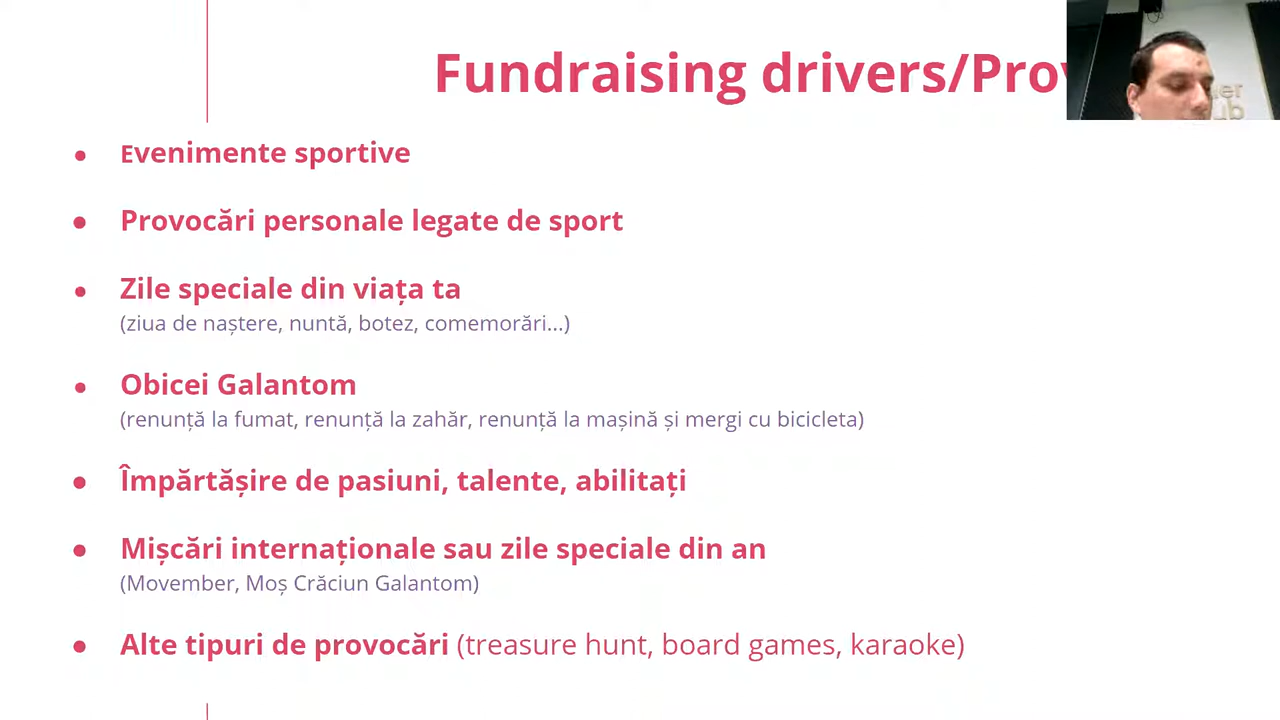 Fundraising drivers/Prov
Evenimente sportive
Provocări personale legate de sport
Zile speciale din viața ta
(ziua de naștere, nuntă, botez, comemorări...)
Obicei Galantom
(renunță la fumat, renunță la zahăr, renunță la mașină și mergi cu bicicleta)
Împărtășire de pasiuni, talente, abilitați
Mișcări internaționale sau zile speciale din an
(Movember, Moș Crăciun Galantom)
Alte tipuri de provocări (treasure hunt, board games, karaoke)